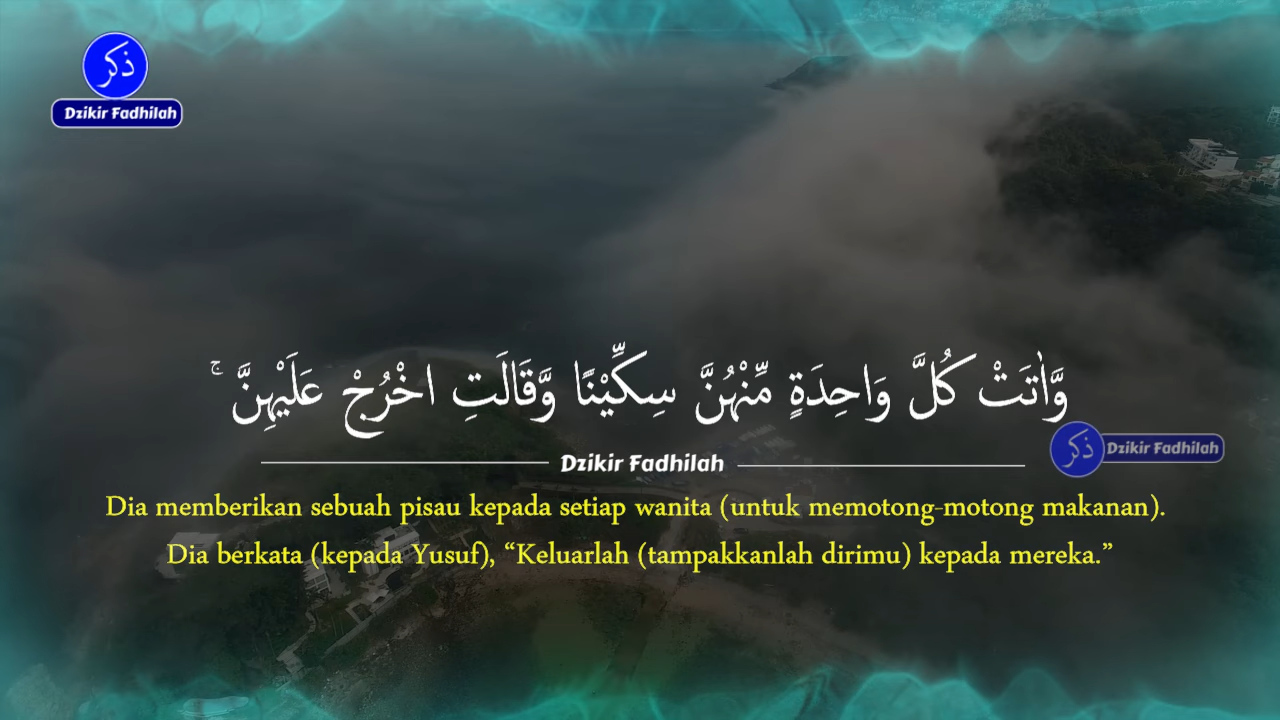 ذكر
Dzikir Fadhilah
وَّاٰتَتْ كُلَّ وَاحِدَةٍ مِّنْهُنَّ سِكِّيْنًا وَّقَالَتِ اخْرُجْ عَلَيْهِنَّ ۚ
ذكر Dzikir Fadhilah
Dzikir Fadhilah
Dia memberikan sebuah pisau kepada setiap wanita (untuk memotong-motong makanan).
Dia berkata (kepada Yusuf), “Keluarlah (tampakkanlah dirimu) kepada mereka.”